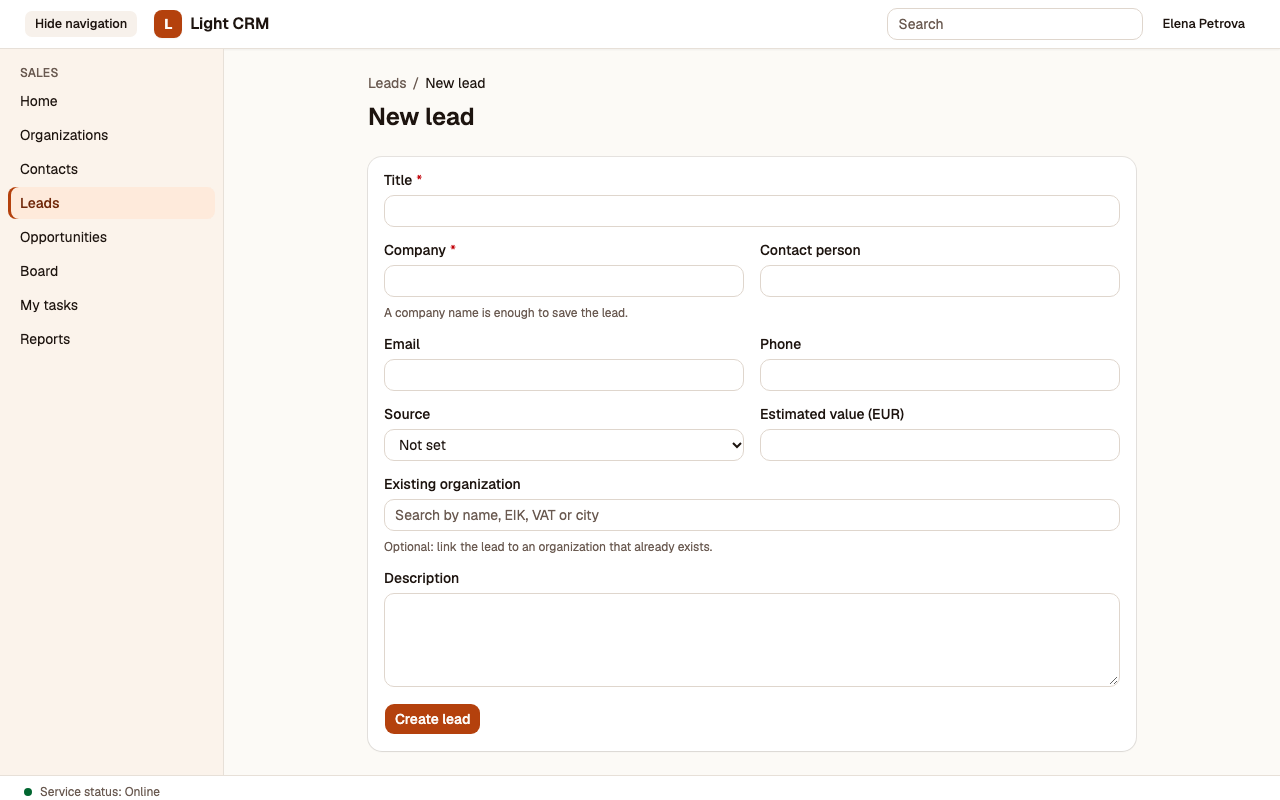 Hide navigation
L
Light CRM
Search
Elena Petrova
SALES
Home
Organizations
Contacts
Leads
Opportunities
Board
My tasks
Reports
Leads / New lead
New lead
Title *
Company *
Contact person
A company name is enough to save the lead.
Email
Phone
Source
Estimated value (EUR)
Not set
Existing organization
Search by name, EIK, VAT or city
Optional: link the lead to an organization that already exists.
Description
Create lead
Service status: Online